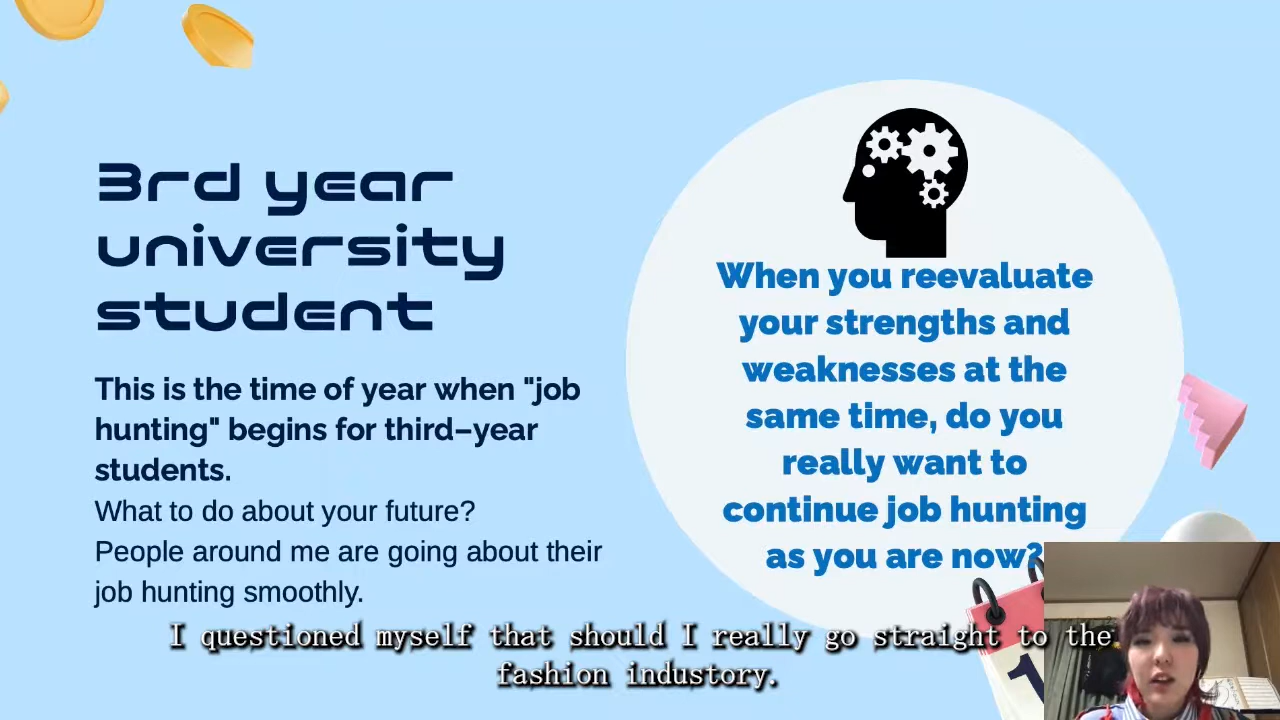 3rd year
university
student
This is the time of year when "job
hunting" begins for third–year
students.
What to do about your future?
People around me are going about their
job hunting smoothly.
When you reevaluate
your strengths and
weaknesses at the
same time, do you
really want to
continue job hunting
as you are now?
1
I questioned myself that should I really go straight to the
fashion industory.